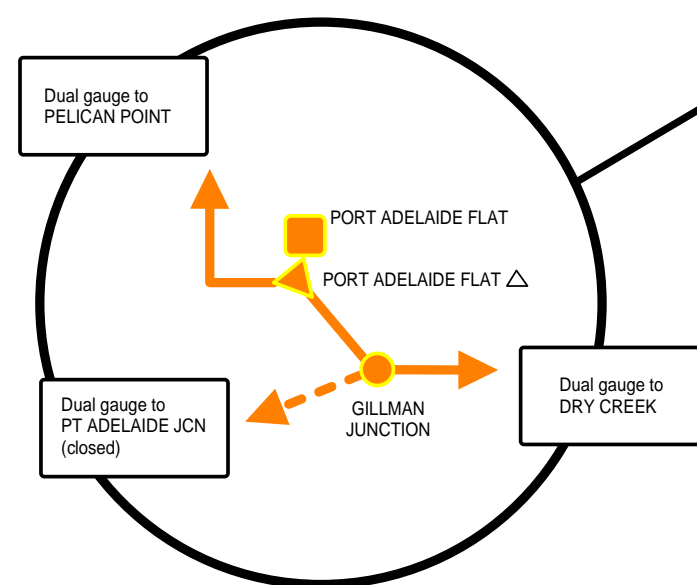 Dual gauge to
PELICAN POINT
PORT ADELAIDE FLAT
PORT ADELAIDE FLAT △
Dual gauge to
DRY CREEK
Dual gauge to
PT ADELAIDE JCN
(closed)
GILLMAN
JUNCTION